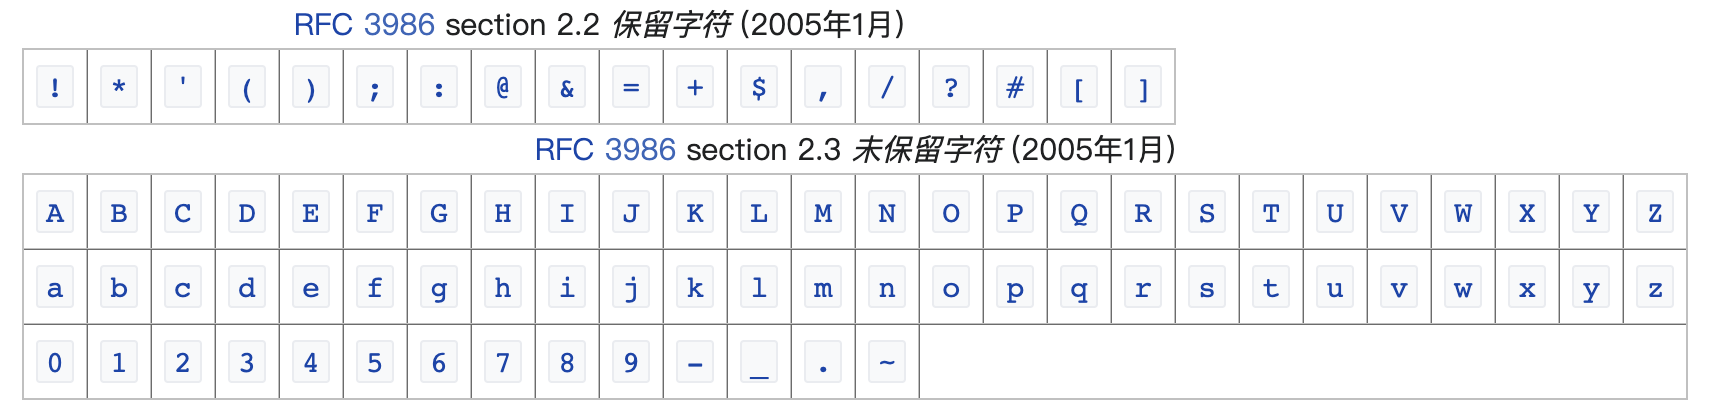 RFC 3986 section 2.2 保留字符 (2005年1月)
! * ' ( ) ; : @ & = + $ , / ? # [ ]
RFC 3986 section 2.3 未保留字符 (2005年1月)
A B C D E F G H I J K L M N O P Q R S T U V W X Y Z
a b c d e f g h i j k l m n o p q r s t u v w x y z
0 1 2 3 4 5 6 7 8 9 - _ . ~